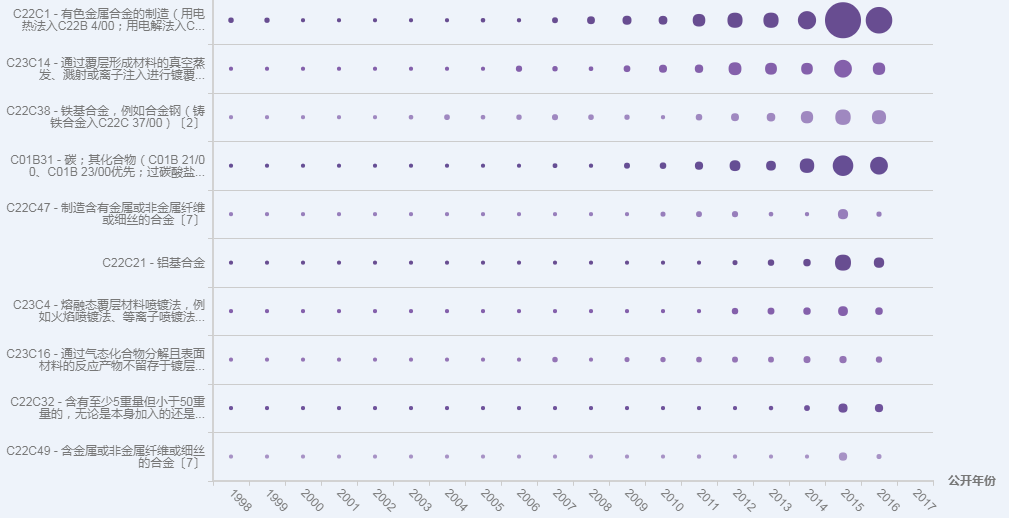 C22C1 - 有色金属合金的制造（用电
热法入C22B 4/00；用电解法入C...
C23C14 - 通过覆层形成材料的真空蒸
发、溅射或离子注入进行镀覆...
C22C38 - 铁基合金，例如合金钢（铸
铁合金入C22C 37/00）〔2〕
C01B31 - 碳；其化合物（C01B 21/0
0、C01B 23/00优先；过碳酸盐...
C22C47 - 制造含有金属或非金属纤维
或细丝的合金〔7〕
C22C21 - 铝基合金
C23C4 - 熔融态覆层材料喷镀法，例
如火焰喷镀法、等离子喷镀法...
C23C16 - 通过气态化合物分解且表面
材料的反应产物不留存于镀层...
C22C32 - 含有至少5重量但小于50重
量的，无论是本身加入的还是...
C22C49 - 含金属或非金属纤维或细丝
的合金〔7〕
1998 1999 2000 2001 2002 2003 2004 2005 2006 2007 2008 2009 2010 2011 2012 2013 2014 2015 2016 2017
公开年份